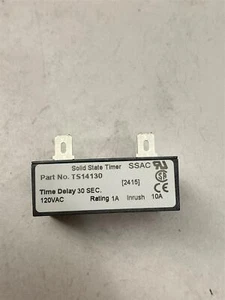 Solid State Timer SSAC
Part No. TS14130
[2415]
Time Delay 30 SEC.
120VAC Rating 1A Inrush 10A